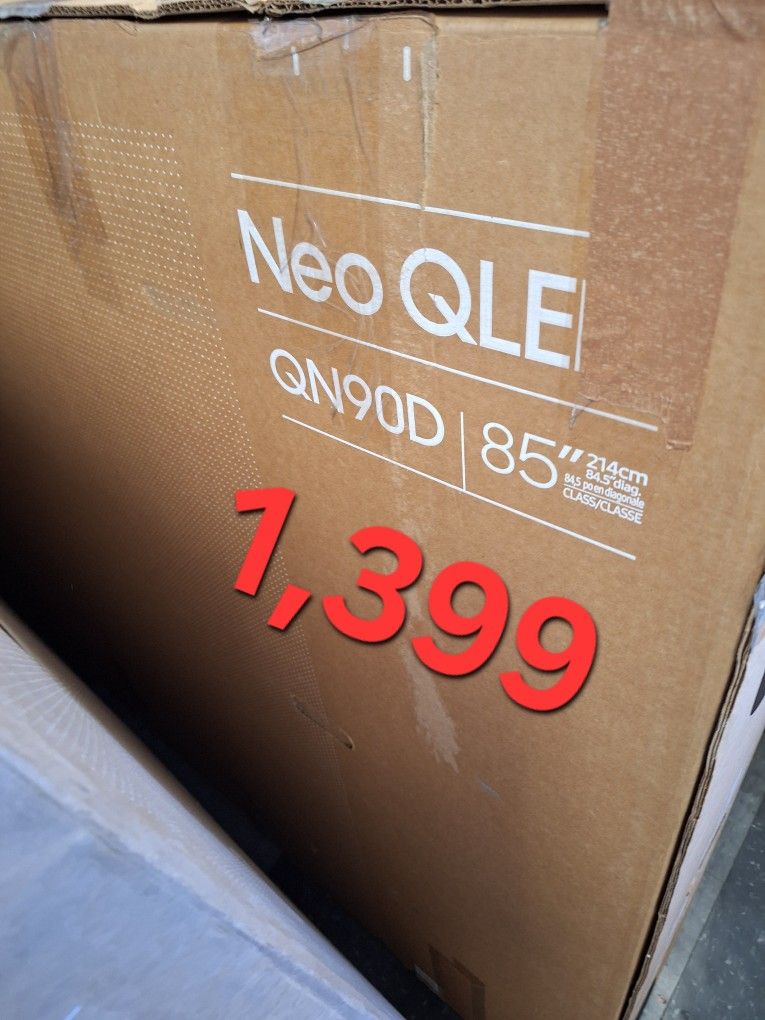 Neo QLE
QN90D
85"
214cm
84.5"diag.
84,5 po en diagonale
CLASS/CLASSE
1,399